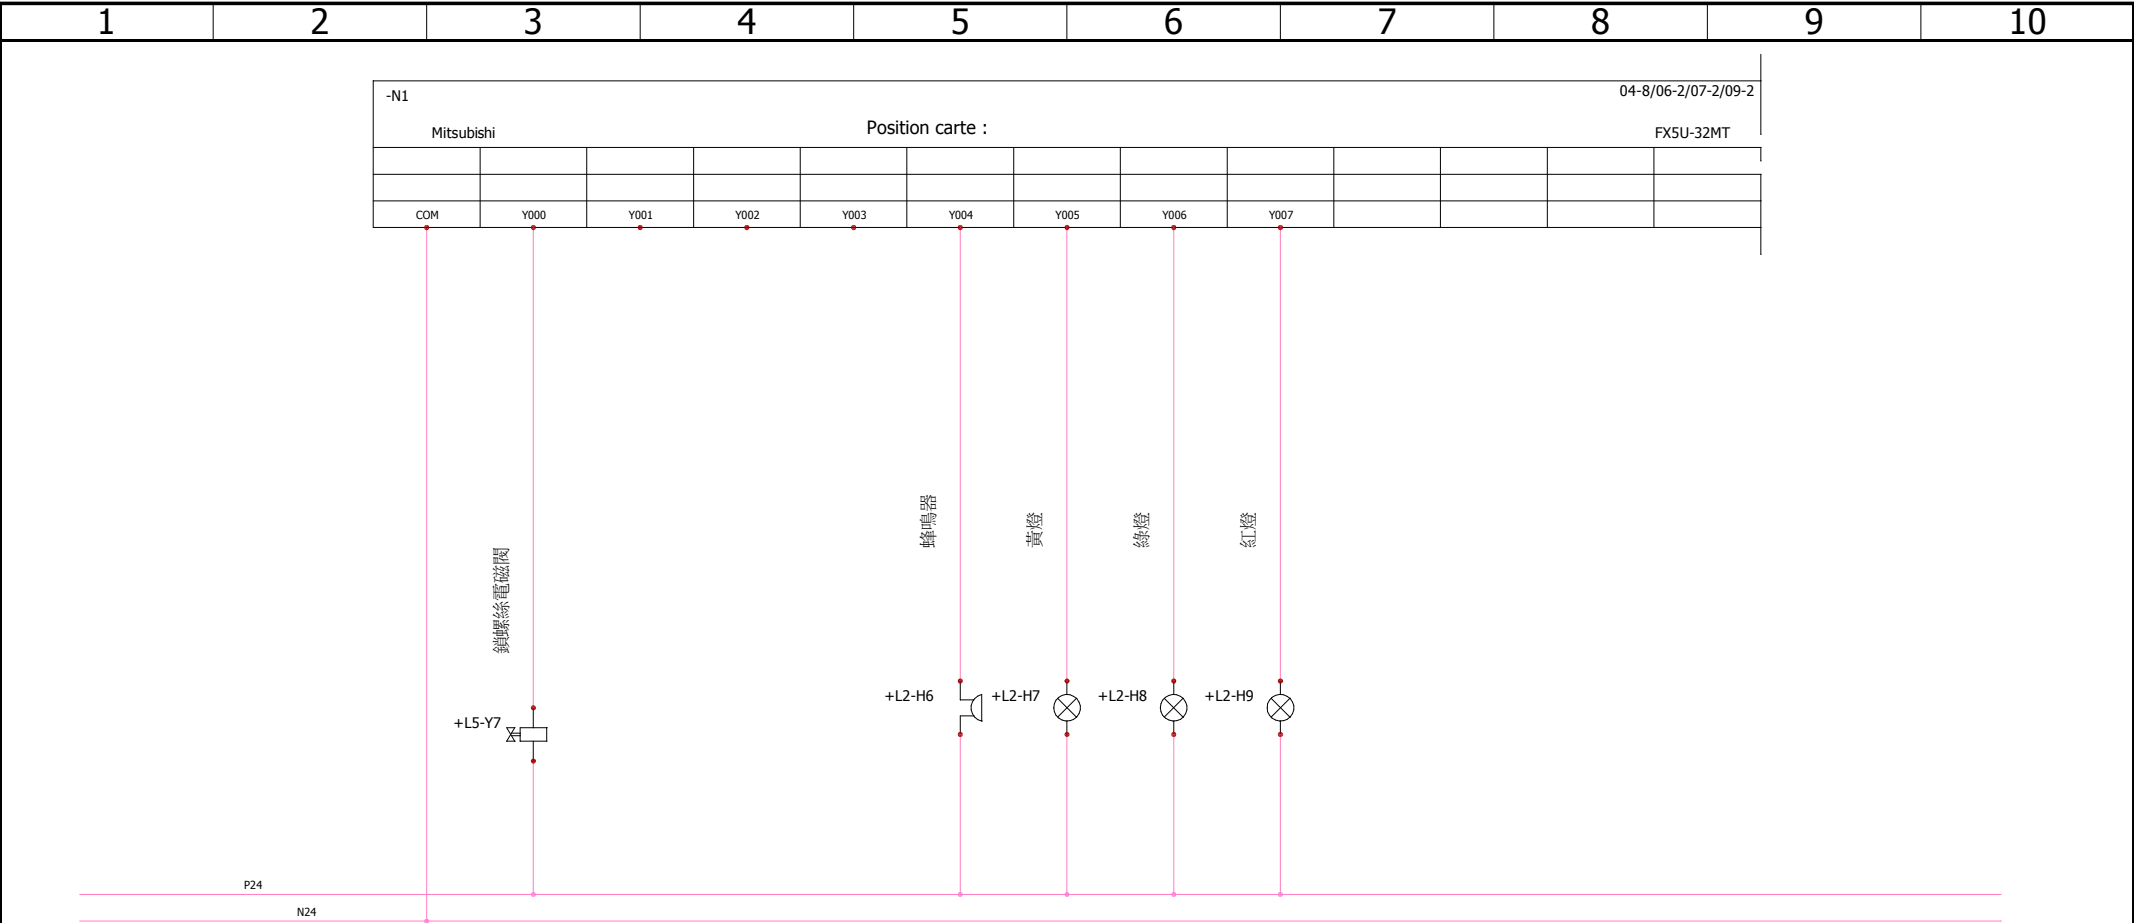 1 2 3 4 5 6 7 8 9 10
-N1 04-8/06-2/07-2/09-2
Mitsubishi Position carte : FX5U-32MT
COM Y000 Y001 Y002 Y003 Y004 Y005 Y006 Y007
蜂鳴器
黃燈
綠燈
紅燈
鎖螺絲電磁閥
+L2-H6 +L2-H7 +L2-H8 +L2-H9
+L5-Y7
P24
N24